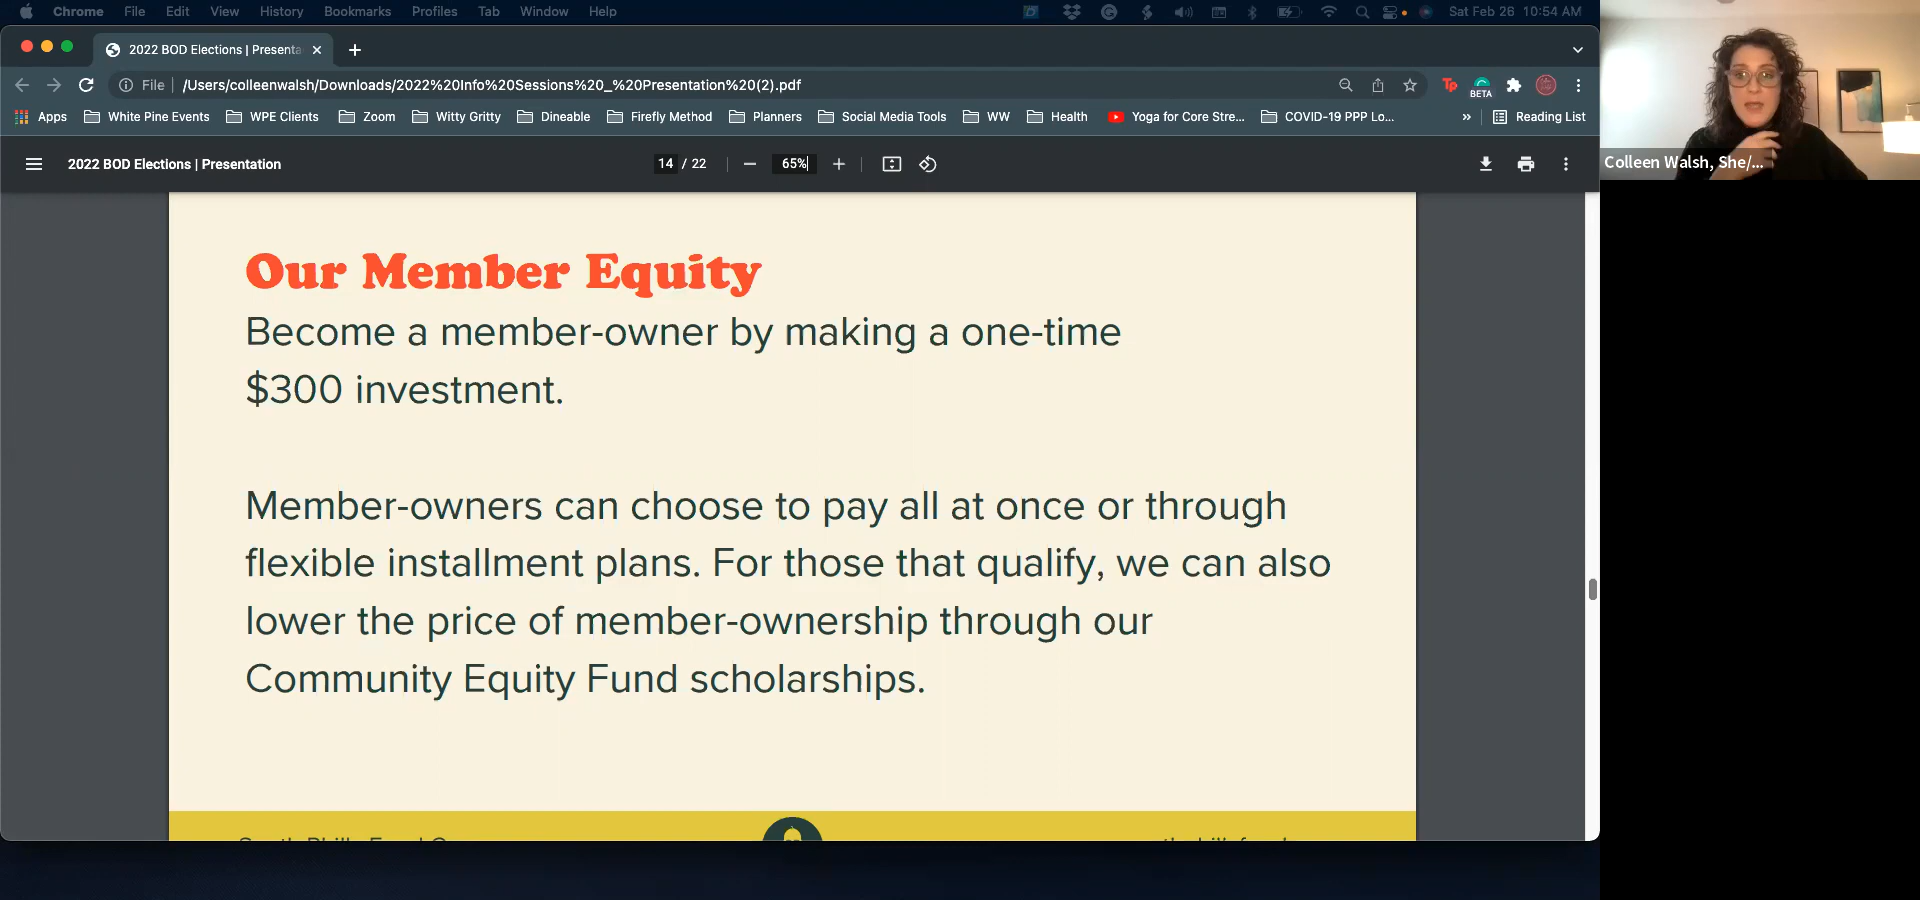 Chrome File Edit View History Bookmarks Profiles Tab Window Help Sat Feb 26 10:54 AM
2022 BOD Elections | Presenta
File | /Users/colleenwalsh/Downloads/2022%20Info%20Sessions%20_%20Presentation%20(2).pdf
BETA
Apps White Pine Events WPE Clients Zoom Witty Gritty Dineable Firefly Method Planners Social Media Tools WW Health Yoga for Core Stre... COVID-19 PPP Lo... » Reading List
2022 BOD Elections | Presentation 14 / 22 65%
Colleen Walsh, She/...
Our Member Equity
Become a member-owner by making a one-time
$300 investment.
Member-owners can choose to pay all at once or through
flexible installment plans. For those that qualify, we can also
lower the price of member-ownership through our
Community Equity Fund scholarships.